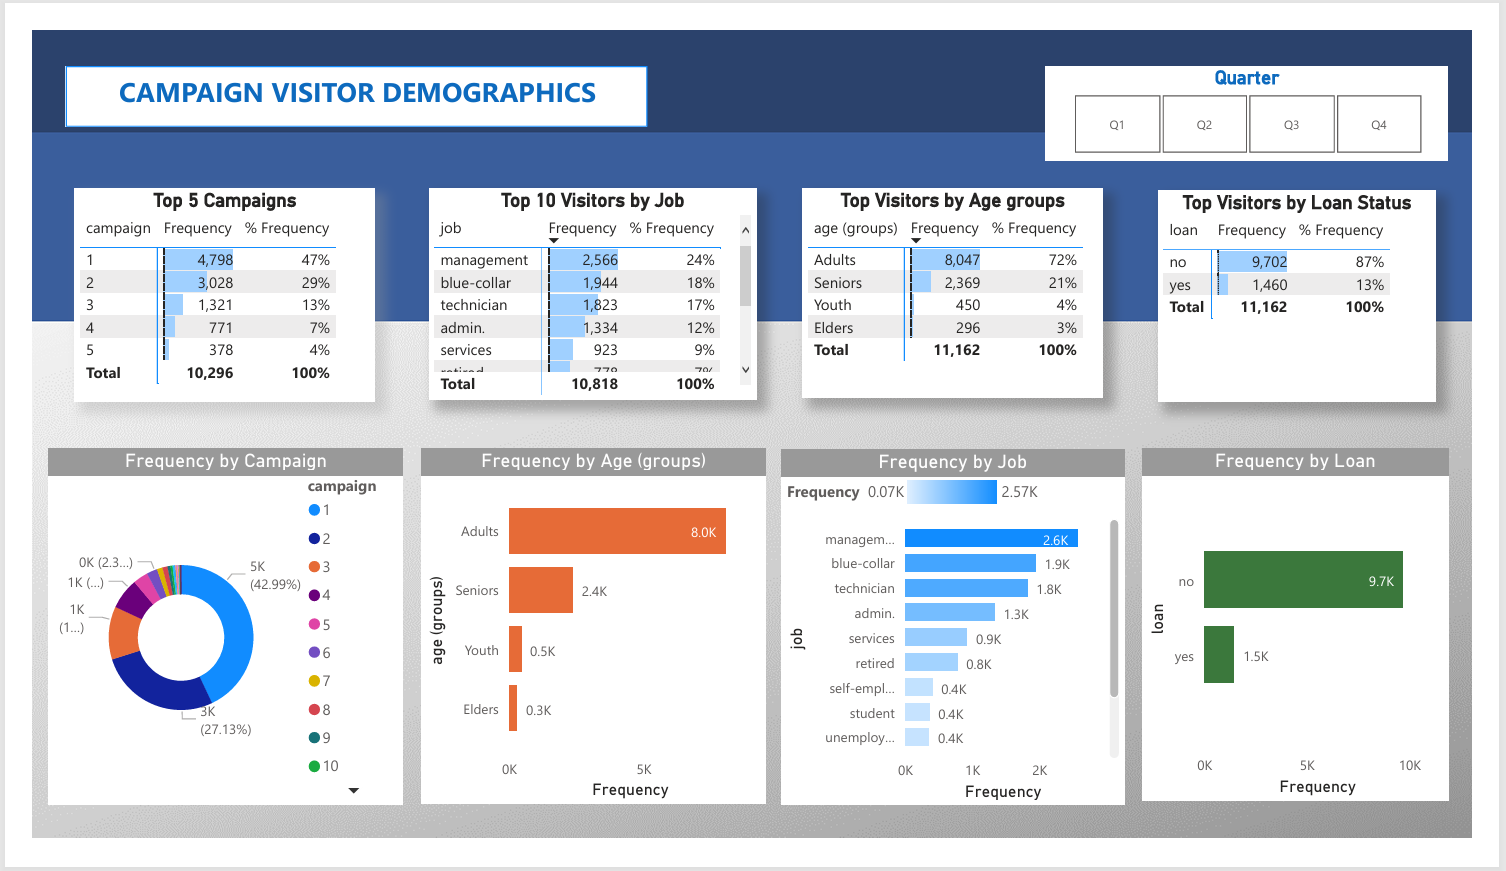 CAMPAIGN VISITOR DEMOGRAPHICS
Quarter
Q1 Q2 Q3 Q4
Top 5 Campaigns
campaign Frequency % Frequency
1 4,798 47%
2 3,028 29%
3 1,321 13%
4 771 7%
5 378 4%
Total 10,296 100%
Top 10 Visitors by Job
job Frequency % Frequency
management 2,566 24%
blue-collar 1,944 18%
technician 1,823 17%
admin. 1,334 12%
services 923 9%
retired 778 7%
Total 10,818 100%
Top Visitors by Age groups
age (groups) Frequency % Frequency
Adults 8,047 72%
Seniors 2,369 21%
Youth 450 4%
Elders 296 3%
Total 11,162 100%
Top Visitors by Loan Status
loan Frequency % Frequency
no 9,702 87%
yes 1,460 13%
Total 11,162 100%
Frequency by Campaign
campaign
1
2
3
4
5
6
7
8
9
10
0K (2.3...)
1K (...)
1K
(1...)
5K
(42.99%)
3K
(27.13%)
Frequency by Age (groups)
age (groups)
Adults 8.0K
Seniors 2.4K
Youth 0.5K
Elders 0.3K
0K 5K
Frequency
Frequency by Job
Frequency 0.07K 2.57K
job
managem... 2.6K
blue-collar 1.9K
technician 1.8K
admin. 1.3K
services 0.9K
retired 0.8K
self-empl... 0.4K
student 0.4K
unemploy... 0.4K
0K 1K 2K
Frequency
Frequency by Loan
loan
no 9.7K
yes 1.5K
0K 5K 10K
Frequency